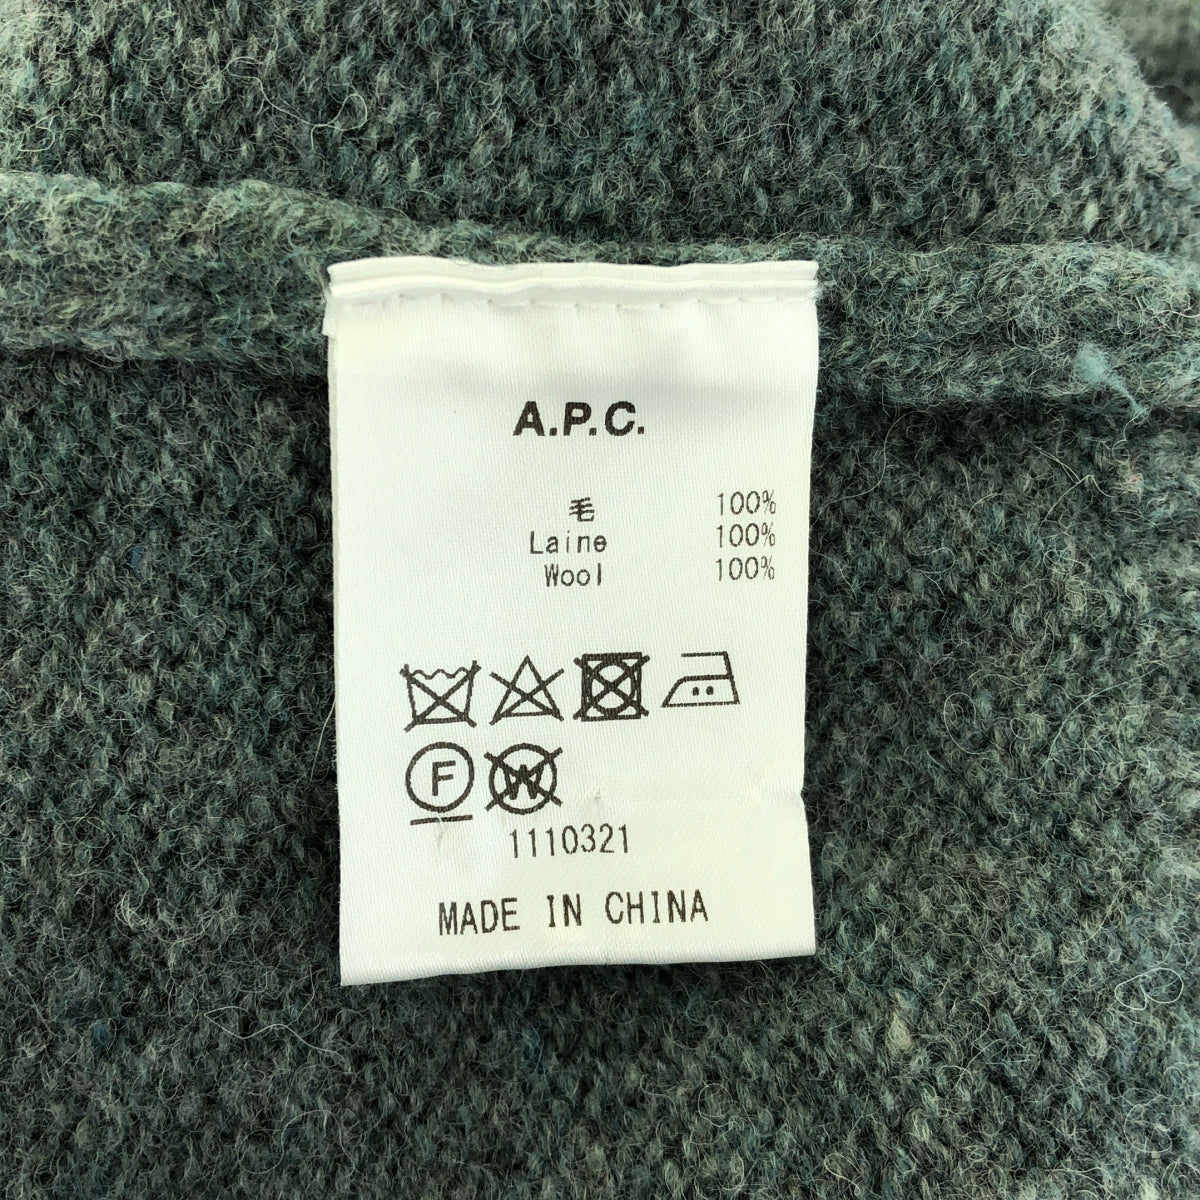 A.P.C.
毛 100%
Laine 100%
Wool 100%
F W
1110321
MADE IN CHINA